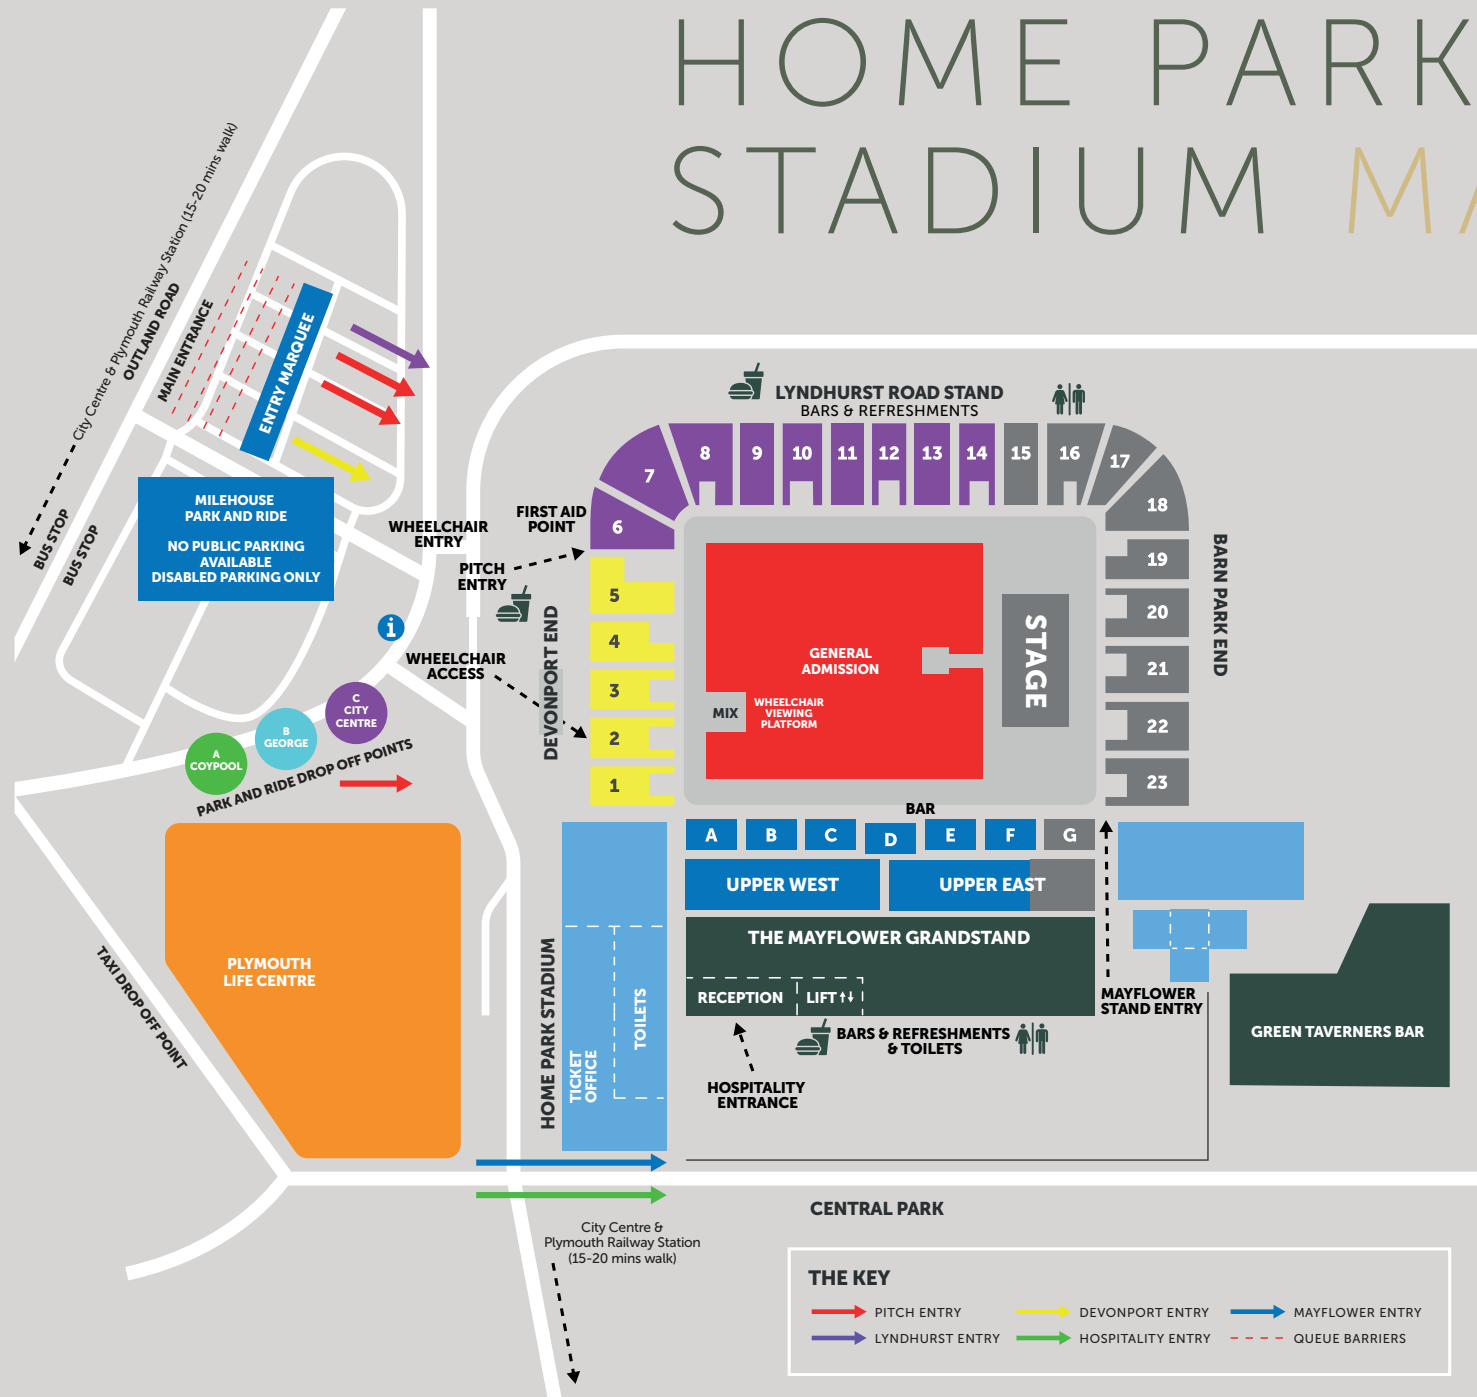 HOME PARK
STADIUM MA
City Centre & Plymouth Railway Station (15-20 mins walk)
OUTLAND ROAD
MAIN ENTRANCE
ENTRY MARQUEE
BUS STOP
BUS STOP
MILEHOUSE
PARK AND RIDE
NO PUBLIC PARKING
AVAILABLE
DISABLED PARKING ONLY
WHEELCHAIR
ENTRY
FIRST AID
POINT
PITCH
ENTRY
WHEELCHAIR
ACCESS
i
C
CITY
CENTRE
B
GEORGE
A
COYPOOL
PARK AND RIDE DROP OFF POINTS
LYNDHURST ROAD STAND
BARS & REFRESHMENTS
6
7
8
9
10
11
12
13
14
15
16
17
18
19
20
21
22
23
BARN PARK END
DEVONPORT END
5
4
3
2
1
GENERAL
ADMISSION
STAGE
MIX
WHEELCHAIR
VIEWING
PLATFORM
BAR
A
B
C
D
E
F
G
UPPER WEST
UPPER EAST
THE MAYFLOWER GRANDSTAND
RECEPTION
LIFT
BARS & REFRESHMENTS
& TOILETS
HOSPITALITY
ENTRANCE
MAYFLOWER
STAND ENTRY
GREEN TAVERNERS BAR
PLYMOUTH
LIFE CENTRE
TAXI DROP OFF POINT
HOME PARK STADIUM
TICKET
OFFICE
TOILETS
City Centre &
Plymouth Railway Station
(15-20 mins walk)
CENTRAL PARK
THE KEY
PITCH ENTRY
DEVONPORT ENTRY
MAYFLOWER ENTRY
LYNDHURST ENTRY
HOSPITALITY ENTRY
QUEUE BARRIERS